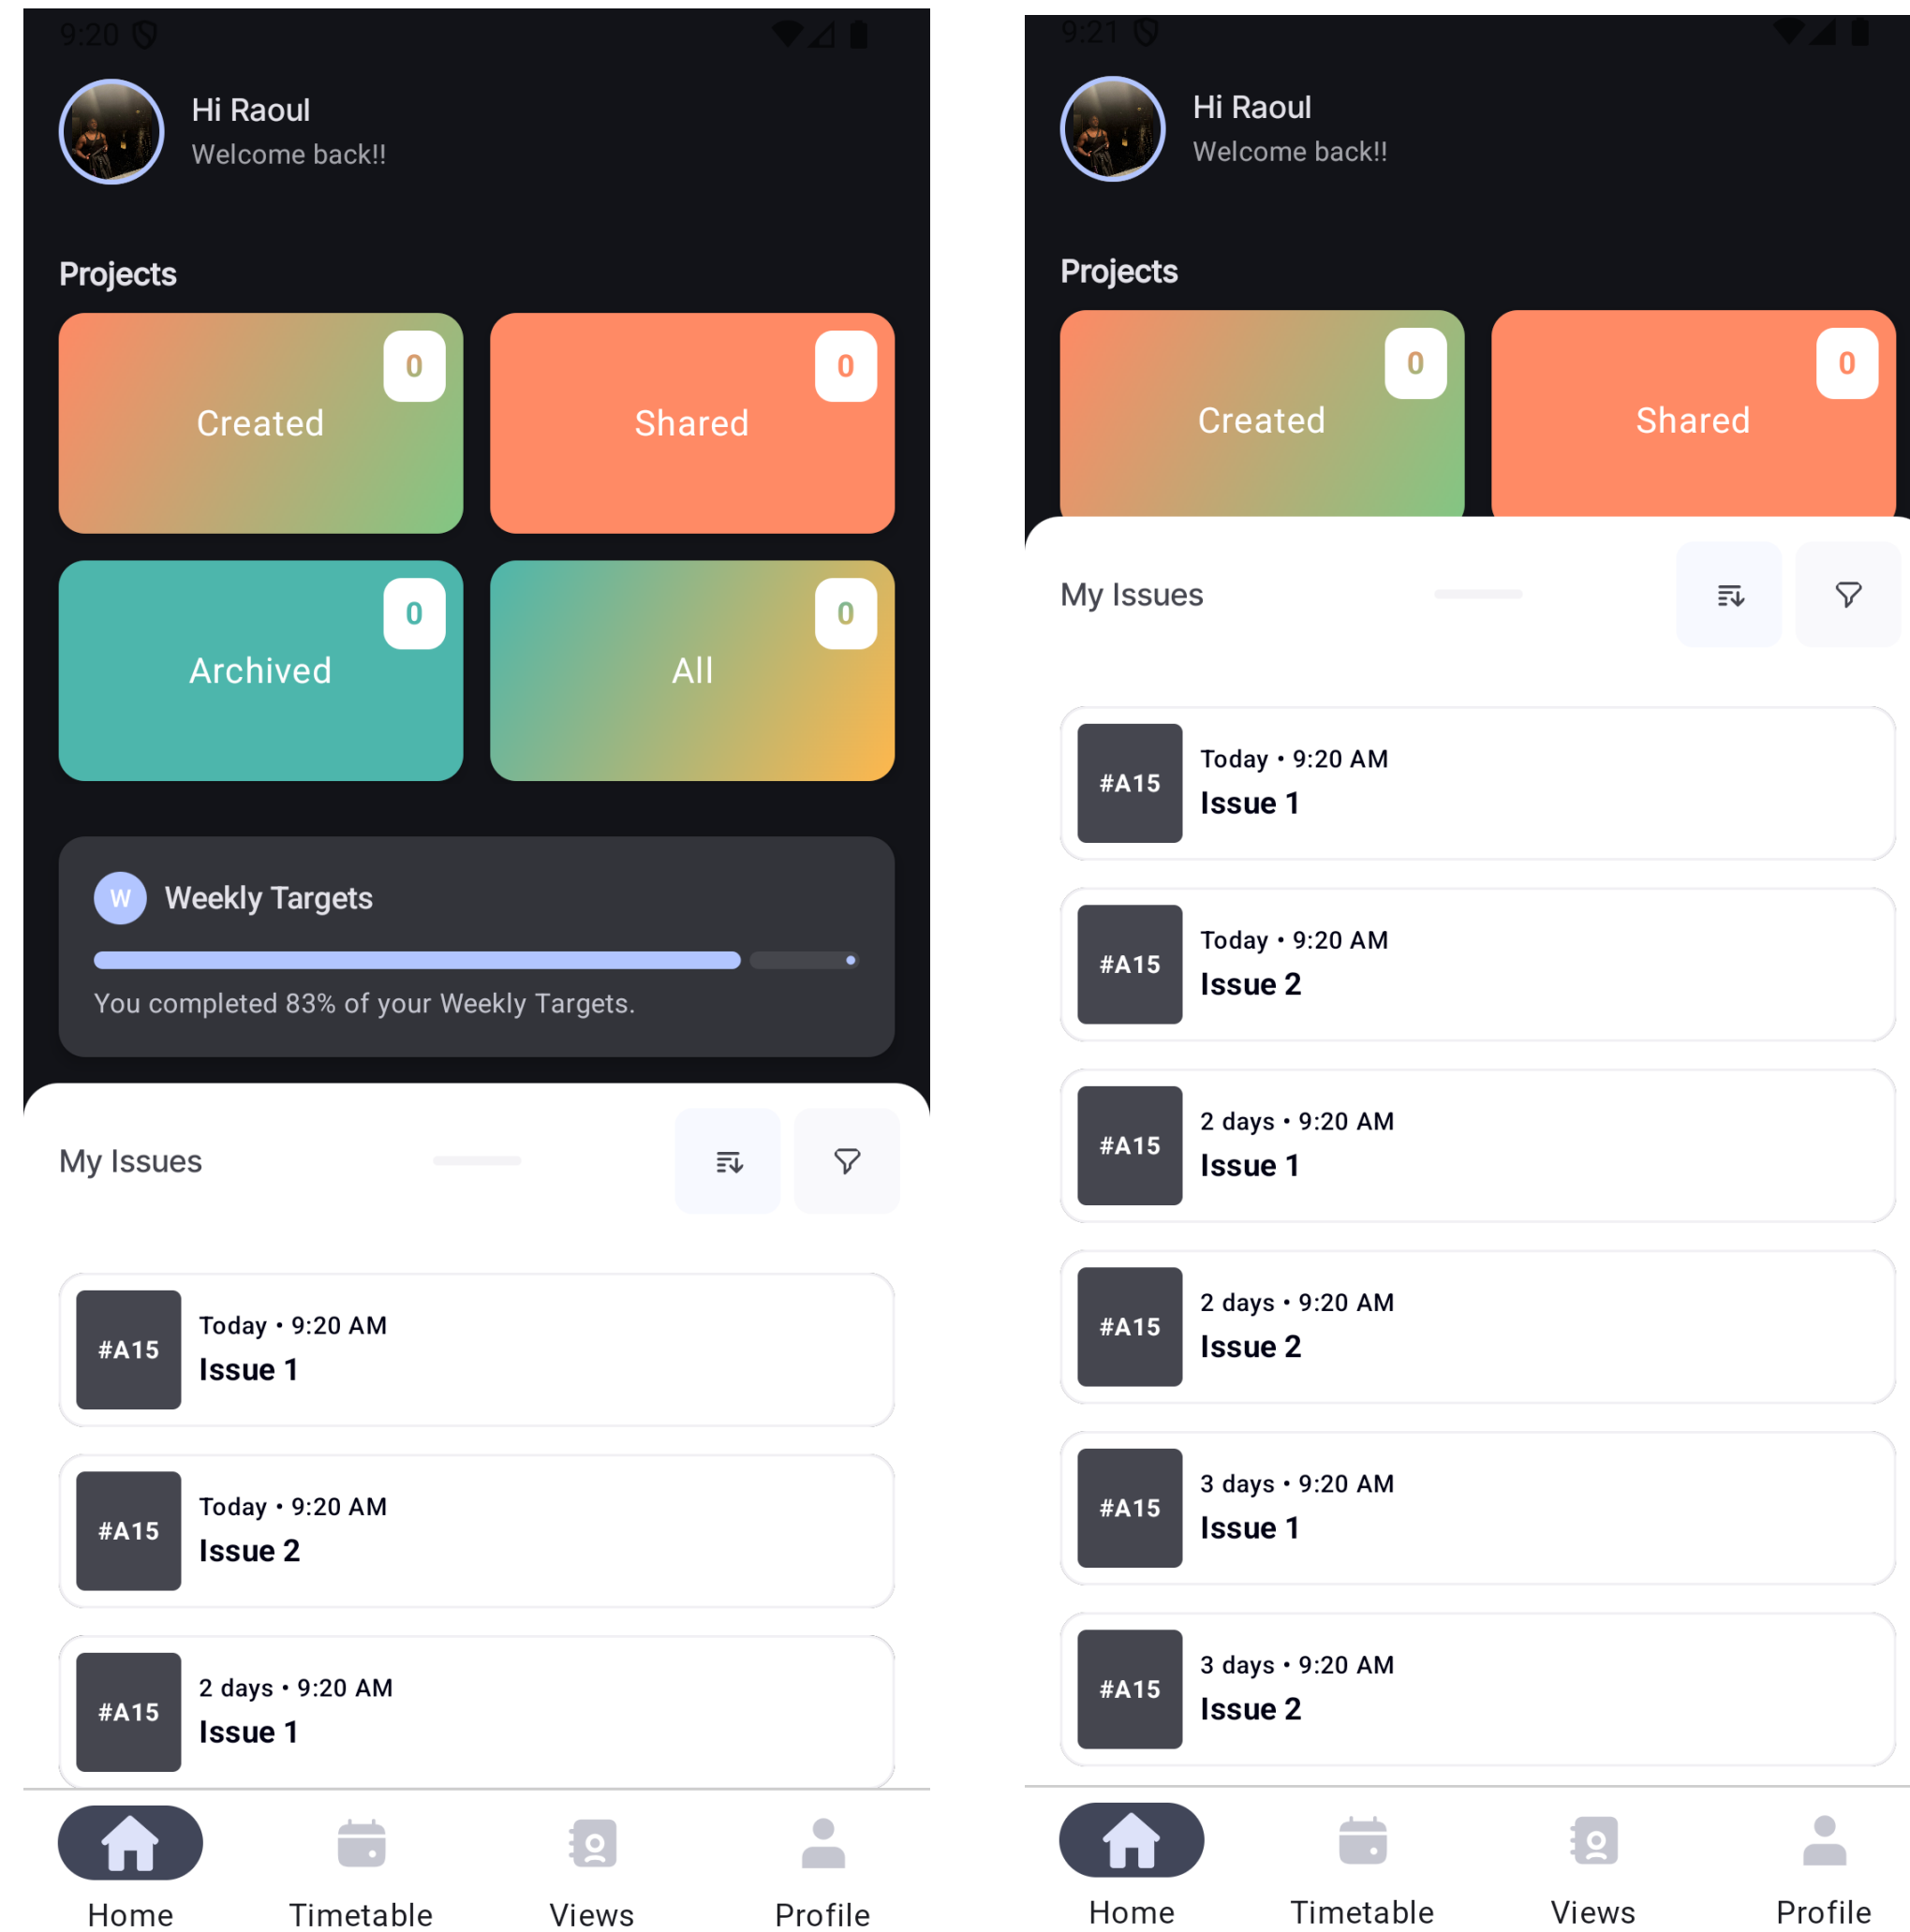 9:20
Hi Raoul
Welcome back!!
Projects
0
0
Created
Shared
0
0
Archived
All
W Weekly Targets
You completed 83% of your Weekly Targets.
My Issues
#A15
Today • 9:20 AM
Issue 1
#A15
Today • 9:20 AM
Issue 2
#A15
2 days • 9:20 AM
Issue 1
Home
Timetable
Views
Profile
9:21
Hi Raoul
Welcome back!!
Projects
0
0
Created
Shared
My Issues
#A15
Today • 9:20 AM
Issue 1
#A15
Today • 9:20 AM
Issue 2
#A15
2 days • 9:20 AM
Issue 1
#A15
2 days • 9:20 AM
Issue 2
#A15
3 days • 9:20 AM
Issue 1
#A15
3 days • 9:20 AM
Issue 2
Home
Timetable
Views
Profile